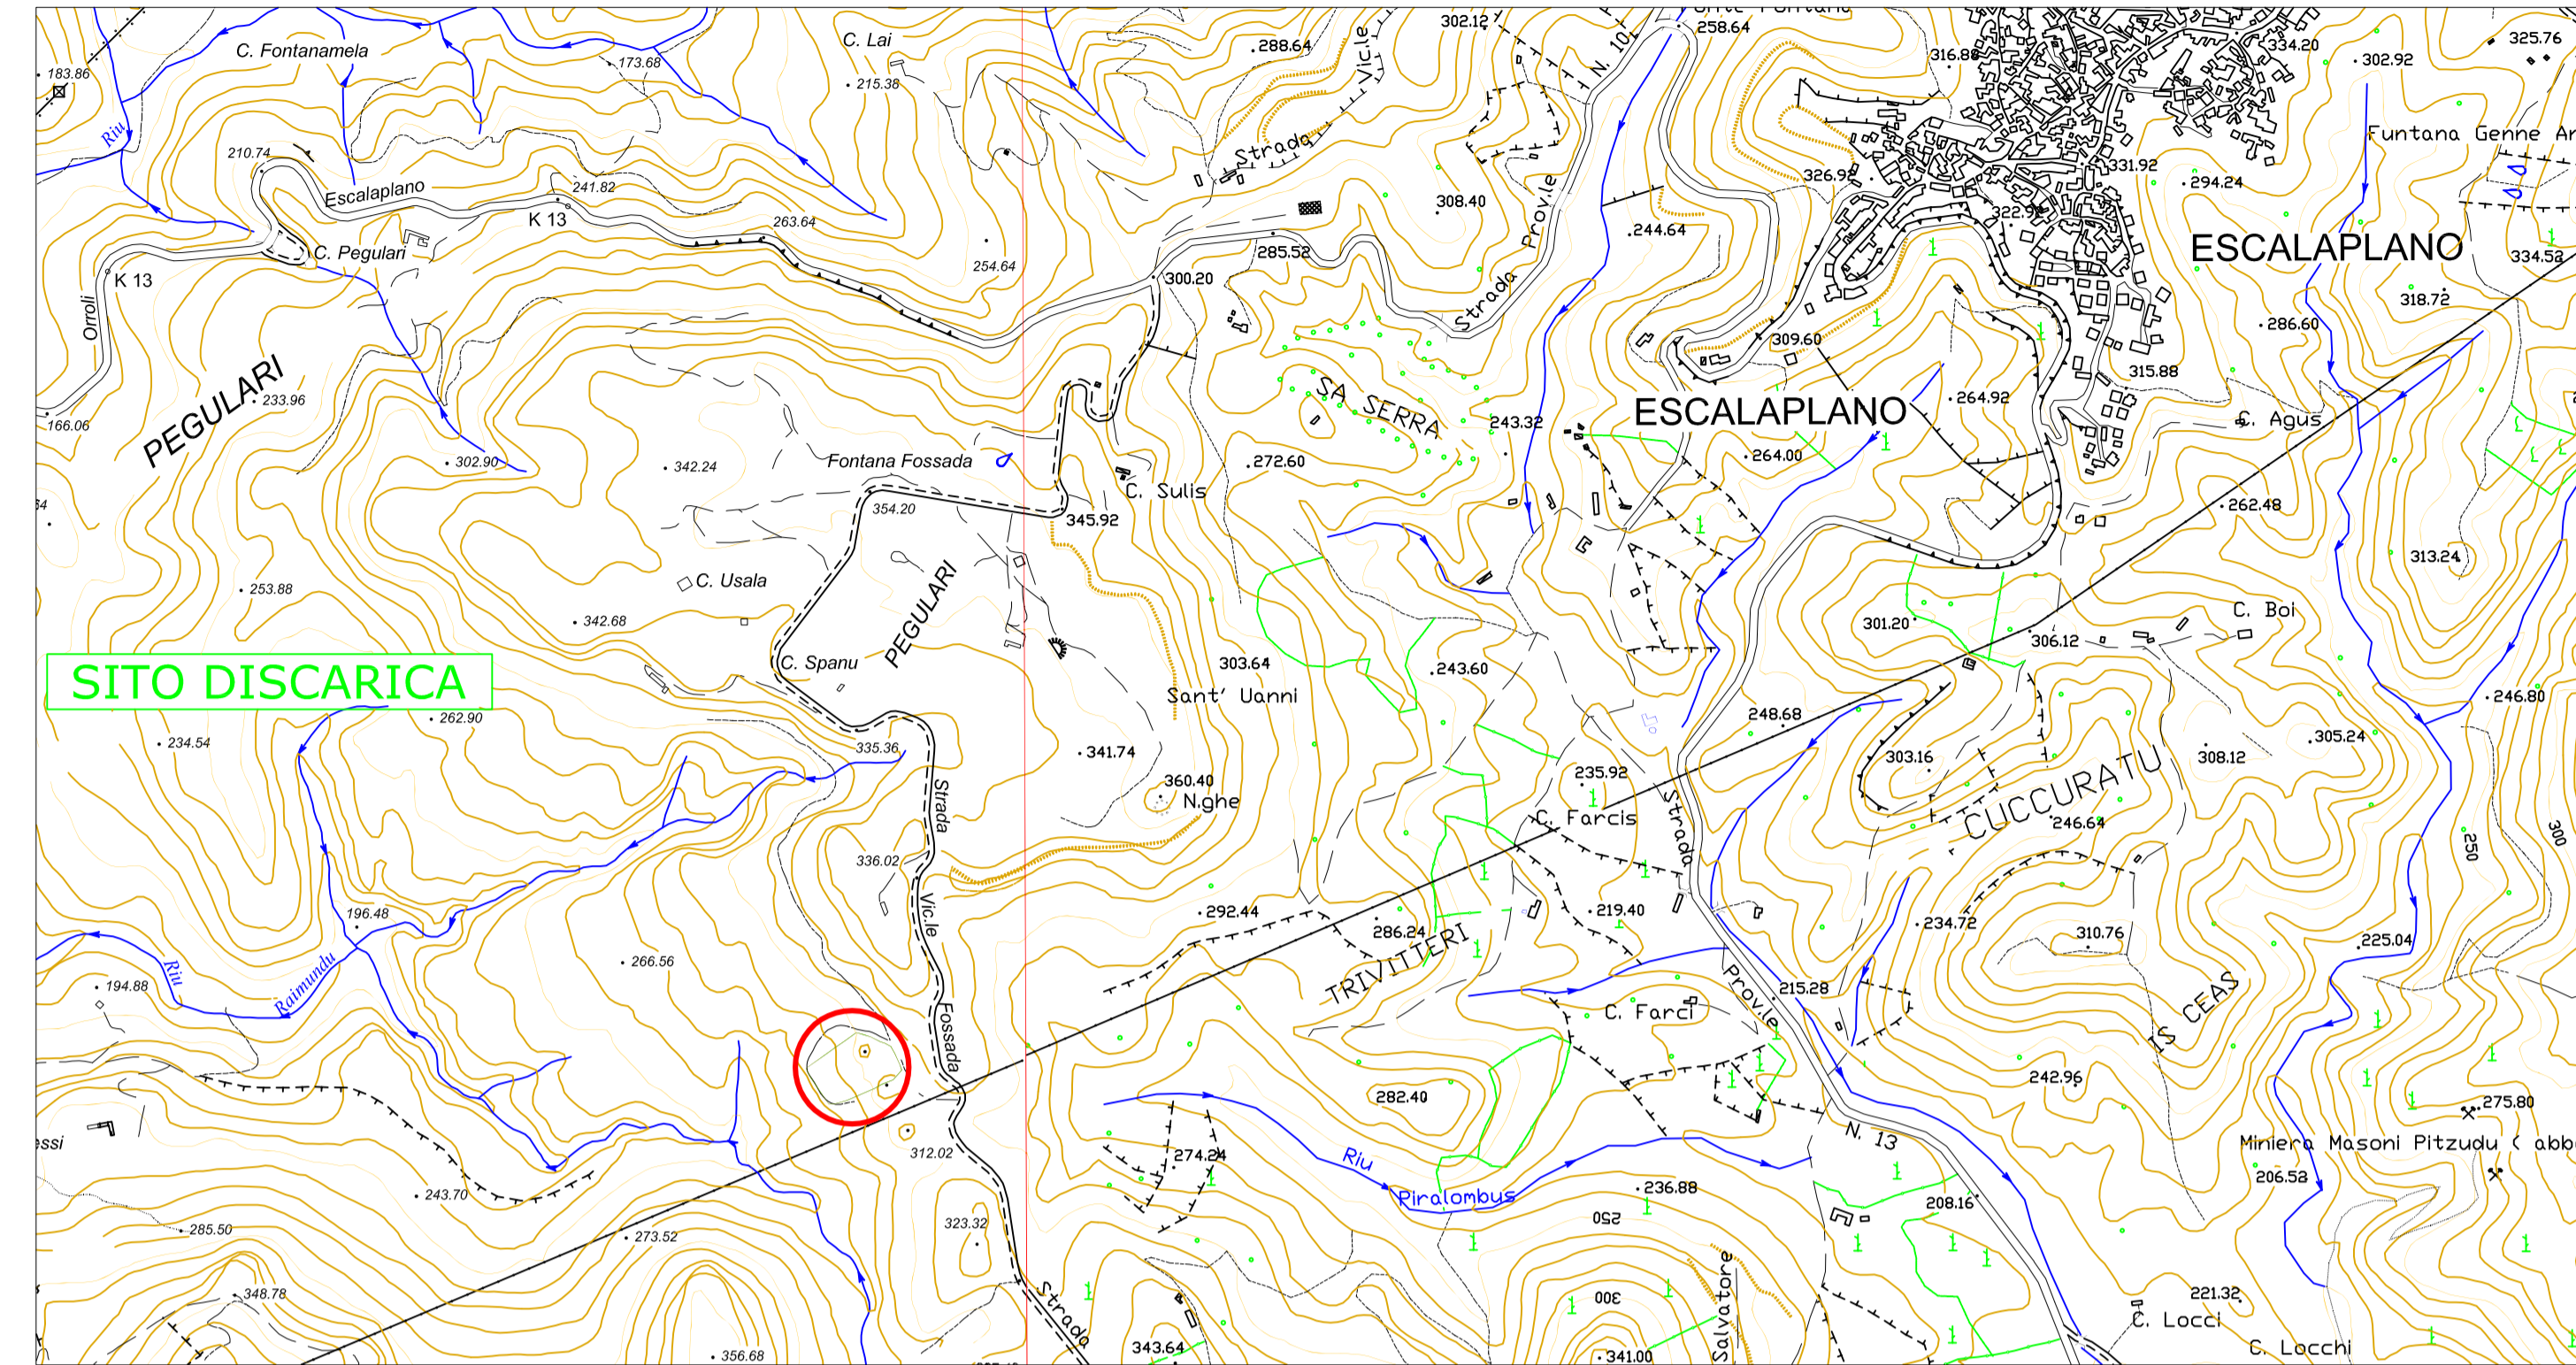 C. Fontanamela
C. Lai
302.12
258.64
334.20
325.76
183.86
173.68
288.64
Vic.le
N. 10
316.88
302.92
215.38
Riu
Funtana Genne
210.74
Strada
331.92
Escalaplano
241.82
326.92
294.24
K 13
308.40
322.92
263.64
244.64
ESCALAPLANO
C. Pegulari
285.52
Prov.le
334.52
254.64
K 13
300.20
Strada
318.72
Orroli
309.60
286.60
PEGULARI
315.88
233.96
SA SERRA
ESCALAPLANO
264.92
166.06
243.32
C. Agus
302.90
342.24
Fontana Fossada
272.60
264.00
C. Sulis
354.20
345.92
262.48
C. Usala
PEGULARI
313.24
253.88
342.68
301.20
C. Boi
306.12
C. Spanu
303.64
243.60
SITO DISCARICA
Sant' Uanni
246.80
262.90
248.68
234.54
335.36
341.74
305.24
303.16
308.12
235.92
360.40
N.ghe
Strada
Strada
CUCCURATU
C. Farcis
246.64
250
300
336.02
196.48
Vic.le
292.44
219.40
234.72
286.24
310.76
225.04
TRIVITTERI
266.56
Riu
Raimundu
194.88
Prov.le
215.28
IS CEAS
C. Farci
Fossada
242.96
282.40
275.80
N. 13
Miniera Masoni Pitzudu
312.02
274.24
Riu
206.52
Piralombus
243.70
236.88
208.16
250
285.50
273.52
323.32
Salvatore
348.78
Strada
300
221.32
C. Locci
343.64
356.68
341.00
C. Locchi